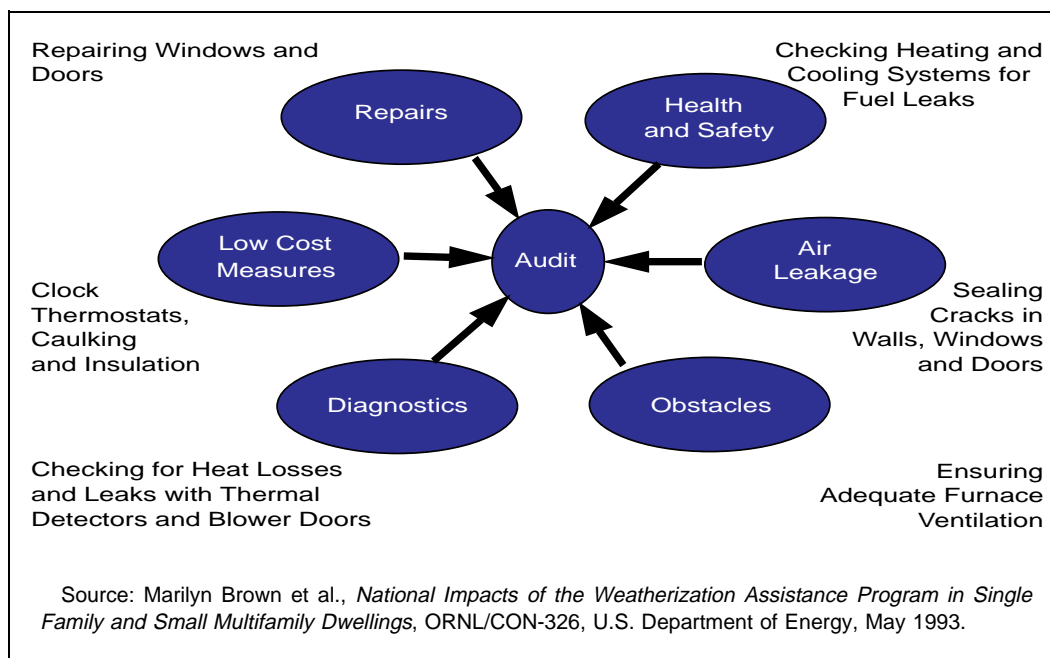 Repairing Windows and
Doors
Repairs
Checking Heating and
Cooling Systems for
Fuel Leaks
Health
and Safety
Low Cost
Measures
Audit
Air
Leakage
Clock
Thermostats,
Caulking
and Insulation
Sealing
Cracks in
Walls, Windows
and Doors
Diagnostics
Obstacles
Checking for Heat Losses
and Leaks with Thermal
Detectors and Blower Doors
Ensuring
Adequate Furnace
Ventilation
Source: Marilyn Brown et al., National Impacts of the Weatherization Assistance Program in Single
Family and Small Multifamily Dwellings, ORNL/CON-326, U.S. Department of Energy, May 1993.